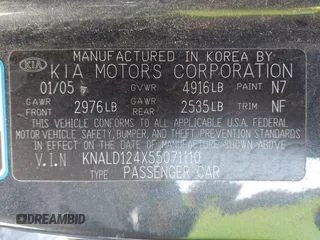 MANUFACTURED IN KOREA BY
KIA KIA MOTORS CORPORATION
01/05 GVWR 4916LB PAINT N7
GAWR FRONT 2976LB GAWR REAR 2535LB TRIM NF
THIS VEHICLE CONFORMS TO ALL APPLICABLE U.S.A. FEDERAL
MOTOR VEHICLE SAFETY, BUMPER, AND THEFT PREVENTION STANDARDS
IN EFFECT ON THE DATE OF MANUFACTURE SHOWN ABOVE.
V.I.N KNALD124X55071110
TYPE PASSENGER CAR
DREAMBID